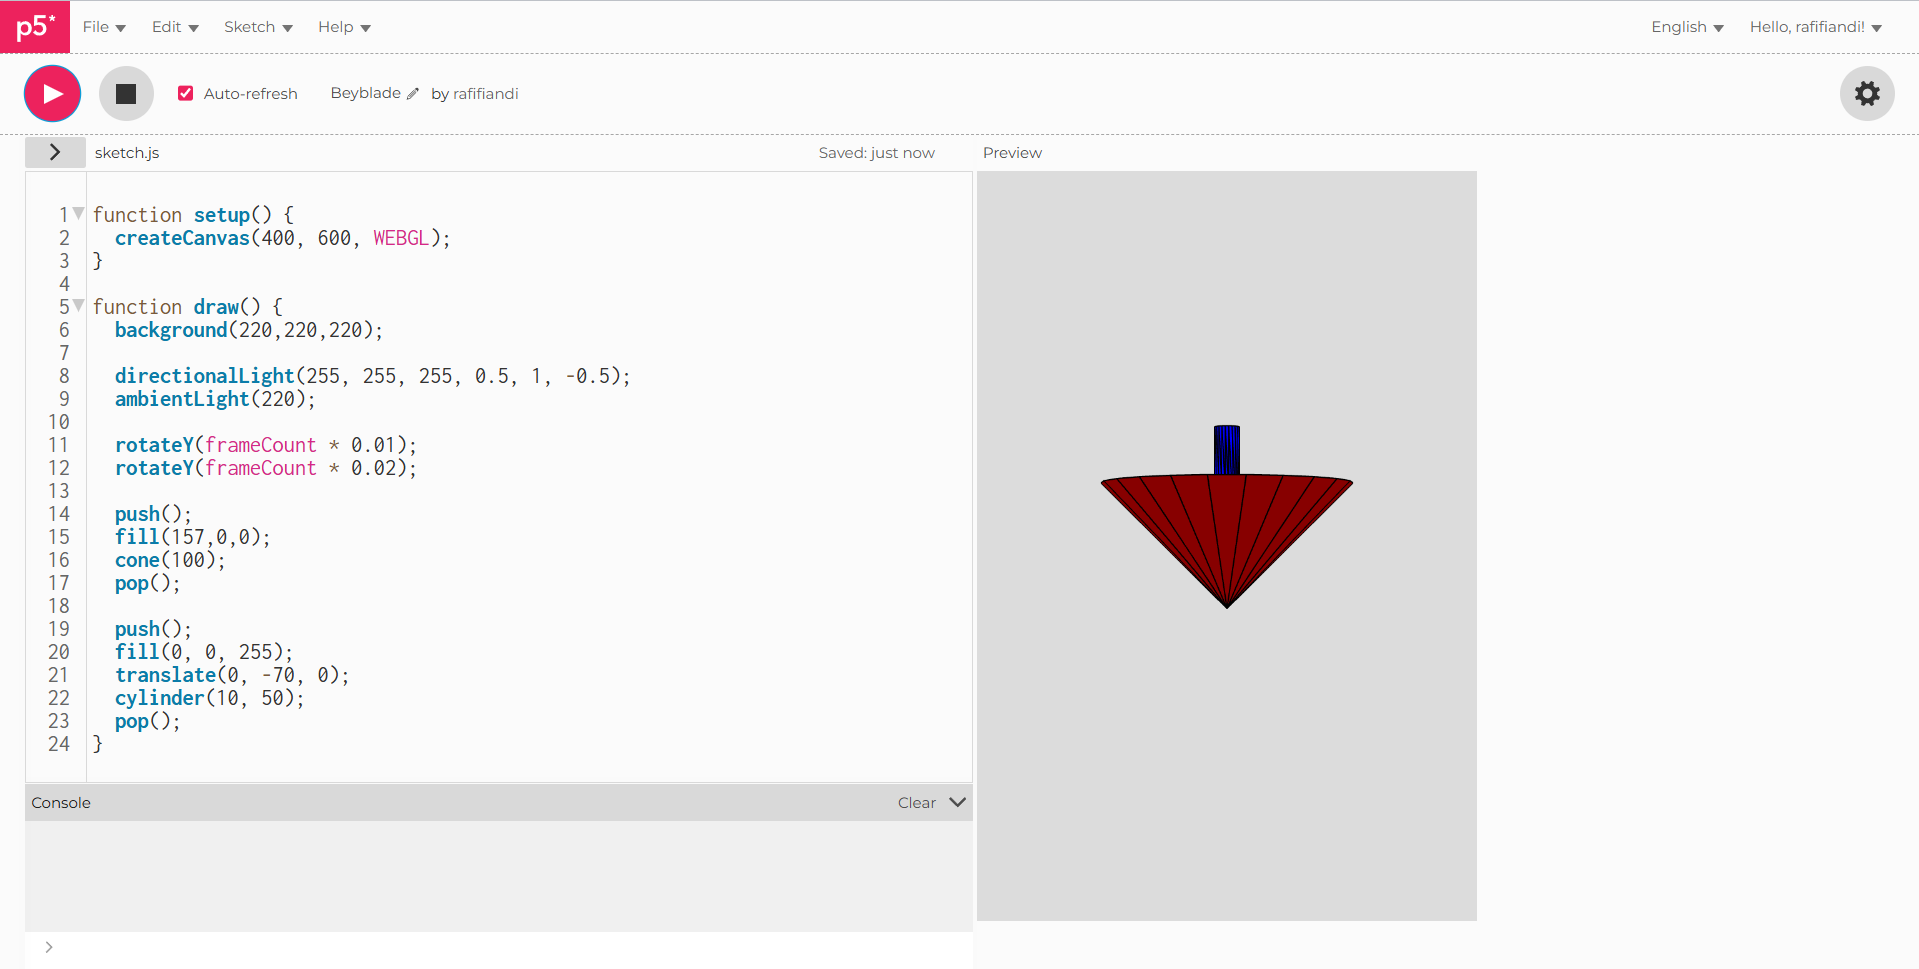 p5* File Edit Sketch Help English Hello, rafifiandi!
Auto-refresh Beyblade by rafifiandi
sketch.js Saved: just now Preview
1 function setup() {
2   createCanvas(400, 600, WEBGL);
3 }
4
5 function draw() {
6   background(220,220,220);
7
8   directionalLight(255, 255, 255, 0.5, 1, -0.5);
9   ambientLight(220);
10
11   rotateY(frameCount * 0.01);
12   rotateY(frameCount * 0.02);
13
14   push();
15   fill(157,0,0);
16   cone(100);
17   pop();
18
19   push();
20   fill(0, 0, 255);
21   translate(0, -70, 0);
22   cylinder(10, 50);
23   pop();
24 }
Console Clear